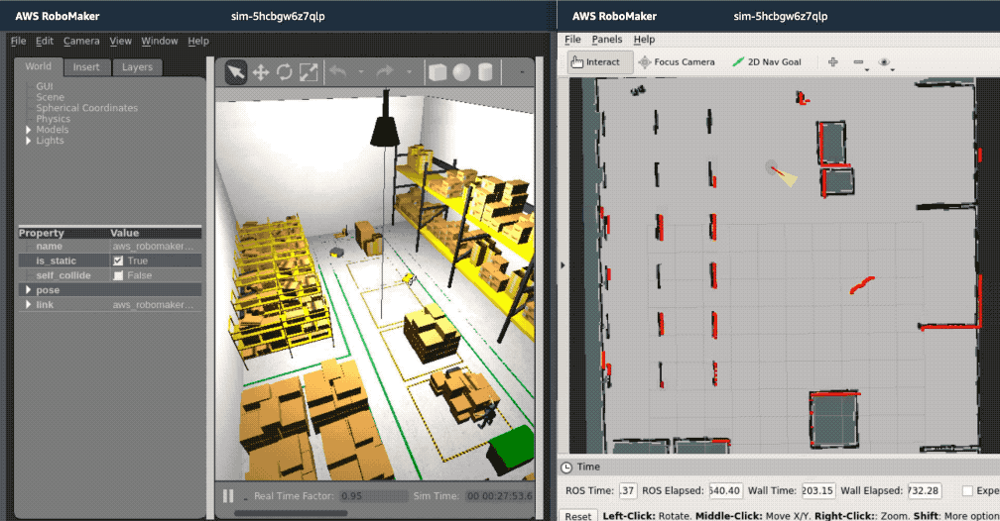 AWS RoboMaker sim-5hcbgw6z7qlp
File Edit Camera View Window Help
World Insert Layers
GUI
Scene
Spherical Coordinates
Physics
Models
Lights
Property Value
name aws_robomaker...
is_static True
self_collide False
pose
link aws_robomaker...
Real Time Factor: 0.95 Sim Time: 00 00:27:53.6
AWS RoboMaker sim-5hcbgw6z7qlp
File Panels Help
Interact Focus Camera 2D Nav Goal
Time
ROS Time: .37 ROS Elapsed: 540.40 Wall Time: 203.15 Wall Elapsed: 732.28 Expe
Reset Left-Click: Rotate. Middle-Click: Move X/Y. Right-Click:: Zoom. Shift: More option